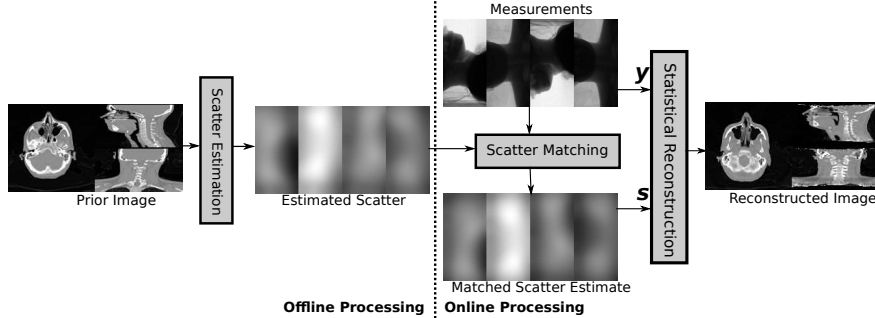 Measurements
Scatter Estimation
y
Statistical Reconstruction
Scatter Matching
Prior Image
Estimated Scatter
s
Reconstructed Image
Matched Scatter Estimate
Offline Processing
Online Processing